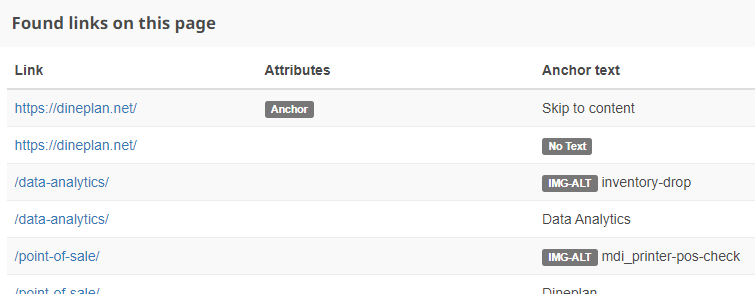 Found links on this page
Link Attributes Anchor text
https://dineplan.net/ Anchor Skip to content
https://dineplan.net/ No Text
/data-analytics/ IMG-ALT inventory-drop
/data-analytics/ Data Analytics
/point-of-sale/ IMG-ALT mdi_printer-pos-check
/point-of-sale/ Dineplan